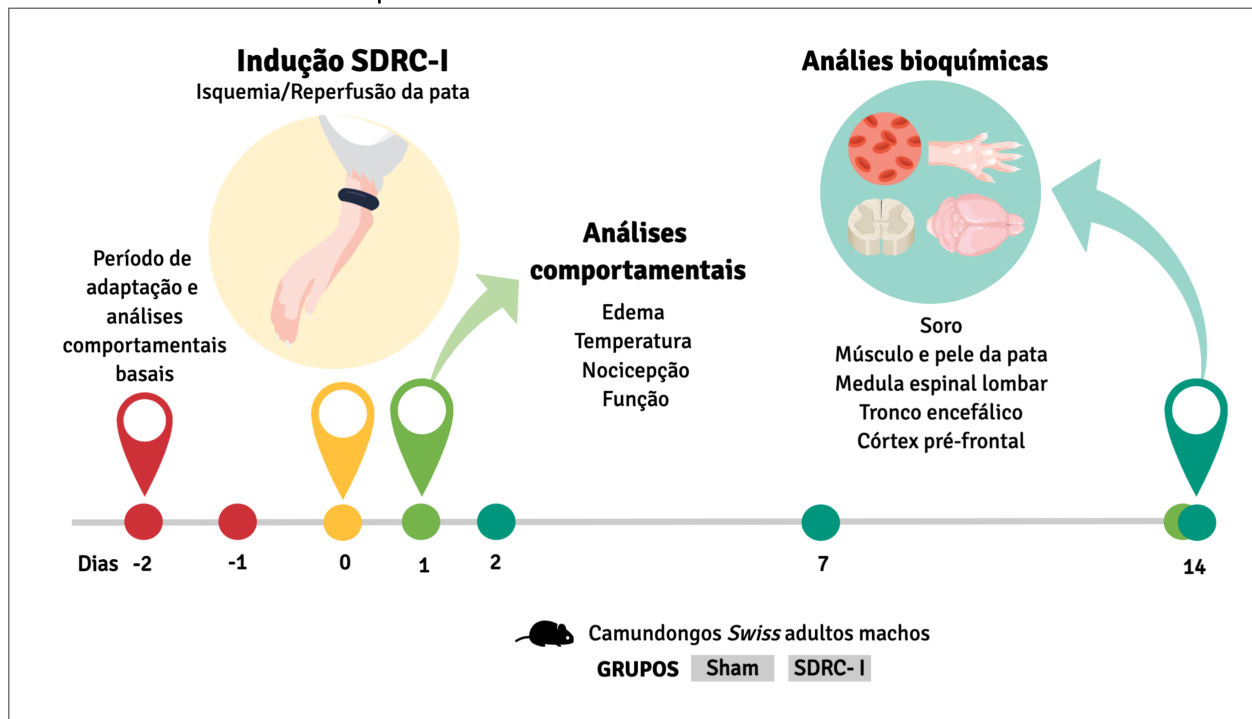 Indução SDRC-I
Isquemia/Reperfusão da pata
Período de
adaptação e
análises
comportamentais
basais
Análises
comportamentais
Edema
Temperatura
Nocicepção
Função
Análies bioquímicas
Soro
Músculo e pele da pata
Medula espinal lombar
Tronco encefálico
Córtex pré-frontal
Dias -2 -1 0 1 2 7 14
Camundongos Swiss adultos machos
GRUPOS Sham SDRC- I